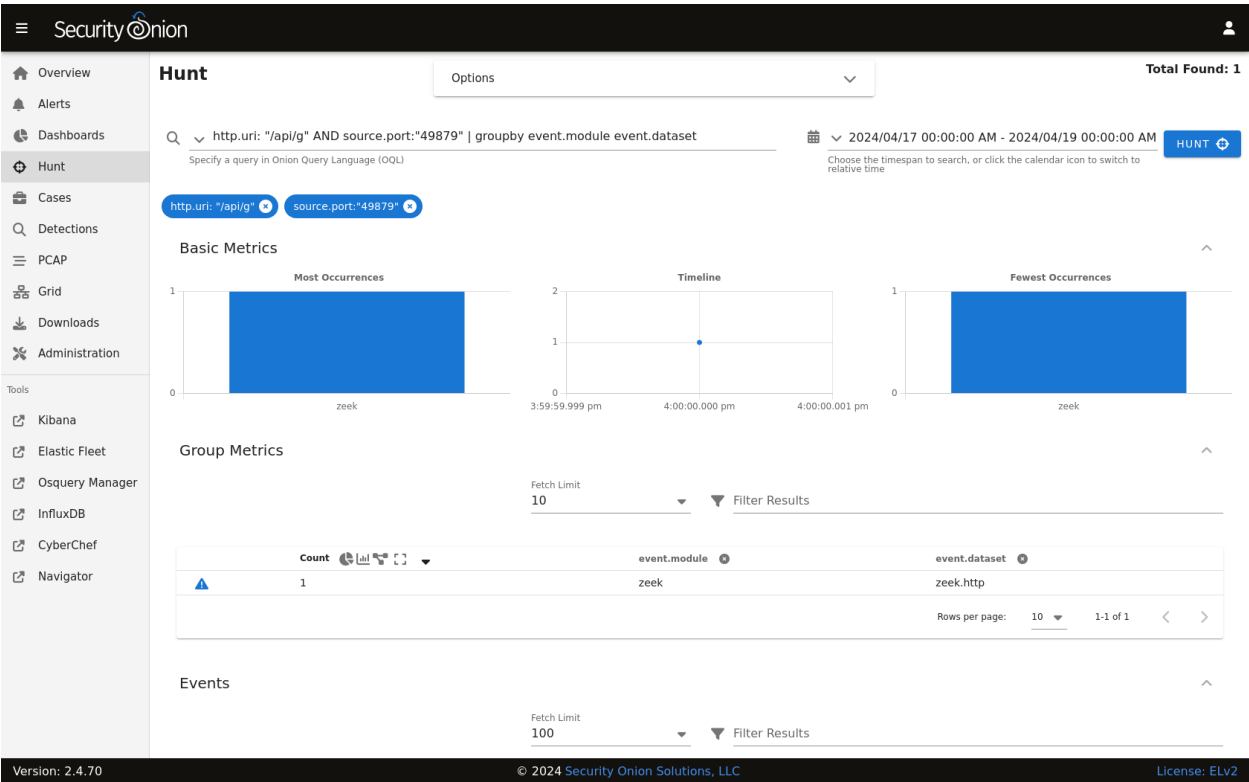 Security Onion
Overview
Alerts
Dashboards
Hunt
Cases
Detections
PCAP
Grid
Downloads
Administration
Tools
Kibana
Elastic Fleet
Osquery Manager
InfluxDB
CyberChef
Navigator
Hunt
Options
Total Found: 1
http.uri: "/api/g" AND source.port:"49879" | groupby event.module event.dataset
Specify a query in Onion Query Language (OQL)
2024/04/17 00:00:00 AM - 2024/04/19 00:00:00 AM
Choose the timespan to search, or click the calendar icon to switch to
relative time
HUNT
http.uri: "/api/g"
source.port:"49879"
Basic Metrics
Most Occurrences
1
0
zeek
Timeline
2
1
0
3:59:59.999 pm
4:00:00.000 pm
4:00:00.001 pm
Fewest Occurrences
1
0
zeek
Group Metrics
Fetch Limit
10
Filter Results
Count
event.module
event.dataset
1
zeek
zeek.http
Rows per page:
10
1-1 of 1
Events
Fetch Limit
100
Filter Results
Version: 2.4.70
© 2024 Security Onion Solutions, LLC
License: ELv2